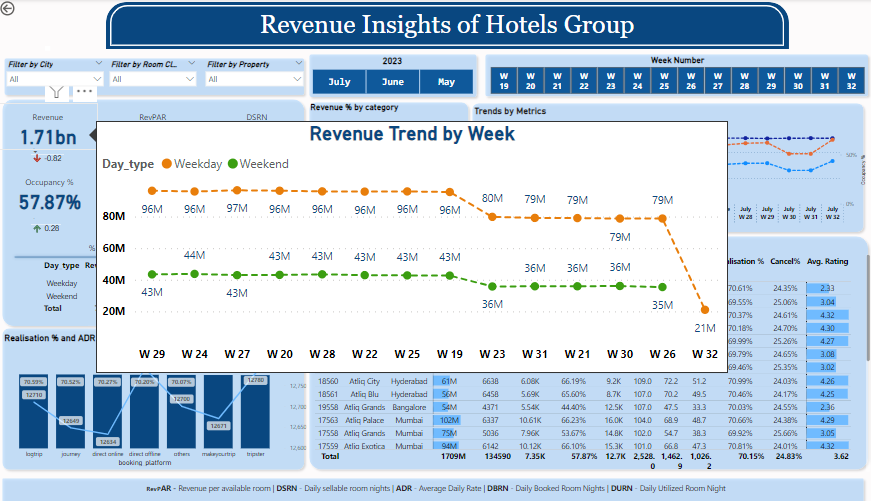 Revenue Insights of Hotels Group
Filter by City
Filter by Room Cl..
Filter by Property
All
All
All
2023
July June May
Week Number
W 19 W 20 W 21 W 22 W 23 W 24 W 25 W 26 W 27 W 28 W 29 W 30 W 31 W 32
Revenue
1.71bn
-0.82
RevPAR
DSRN
Occupancy %
57.87%
0.28
%
Day type Rev
Weekday
Weekend
Total
Revenue % by category
Trends by Metrics
50%
0%
Occupancy %
July W 28 July W 29 July W 30 July W 31 July W 32
Revenue Trend by Week
Day_type Weekday Weekend
80M
60M
40M
20M
96M 96M 97M 96M 96M 96M 96M 96M 80M 79M 79M 79M 79M 21M
43M 44M 43M 43M 43M 43M 43M 43M 36M 36M 36M 36M 35M
W 29 W 24 W 27 W 20 W 28 W 22 W 25 W 19 W 23 W 31 W 21 W 30 W 26 W 32
Realisation % and ADR
70.59% 70.52% 70.27% 70.20% 70.07%
12710 12649 12634 12700 12671 12700
12,750
12,700
12,650
12,600
logtrip journey direct online direct offline others makeyourtrip tripster
booking_platform
alisation % Cancel% Avg. Rating
70.61% 24.35% 2.33
69.55% 25.06% 3.04
70.37% 24.61% 4.32
70.18% 24.70% 4.30
69.99% 25.26% 4.27
69.79% 24.65% 3.08
69.46% 25.35% 3.02
18560 Atliq City Hyderabad 61M 6638 6.08K 66.19% 9.2K 109.0 72.2 51.2 70.99% 24.03% 4.26
18561 Atliq Blu Hyderabad 56M 6458 5.69K 65.60% 8.7K 107.0 70.2 49.5 70.46% 24.17% 4.25
19558 Atliq Grands Bangalore 54M 4371 5.54K 44.40% 12.5K 107.0 47.5 33.3 70.03% 24.55% 2.36
17563 Atliq Palace Mumbai 102M 6337 10.61K 66.23% 16.0K 104.0 68.9 48.7 70.66% 24.38% 4.29
17558 Atliq Grands Mumbai 75M 5036 7.96K 53.67% 14.8K 102.0 54.7 38.3 69.92% 25.66% 3.05
17559 Atliq Exotica Mumbai 94M 6142 10.12K 66.10% 15.3K 101.0 66.8 47.3 70.81% 24.01% 4.32
Total 1709M 134590 7.35K 57.87% 12.7K 2,528.0 1,462.9 1,026.2 70.15% 24.83% 3.62
RevPAR - Revenue per available room | DSRN - Daily sellable room nights | ADR - Average Daily Rate | DBRN - Daily Booked Room Nights | DURN - Daily Utilized Room Night